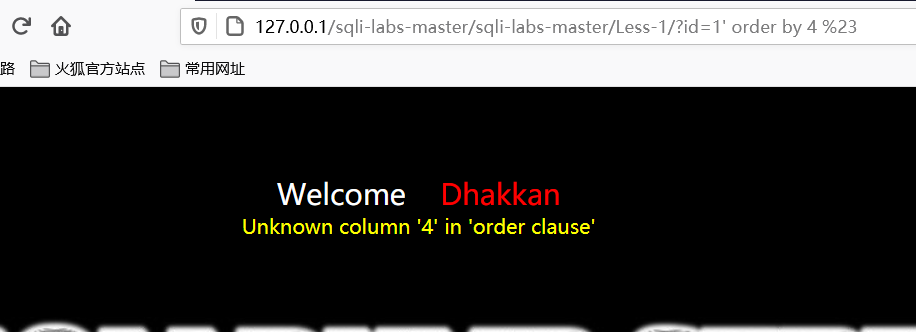 127.0.0.1/sqli-labs-master/sqli-labs-master/Less-1/?id=1' order by 4 %23
路 火狐官方站点 常用网址
Welcome Dhakkan
Unknown column '4' in 'order clause'